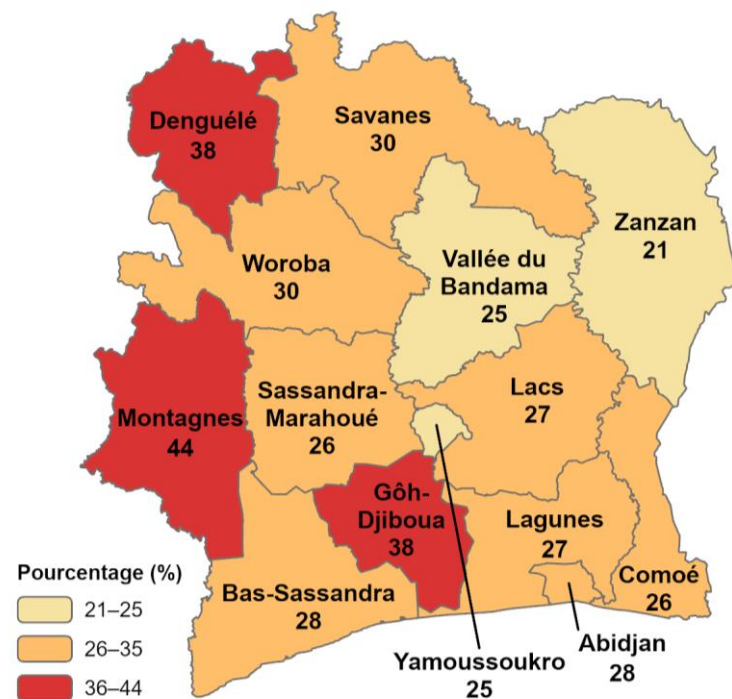 Denguélé
38
Savanes
30
Zanzan
21
Woroba
30
Vallée du
Bandama
25
Montagnes
44
Sassandra-
Marahoué
26
Lacs
27
Gôh-
Djiboua
38
Lagunes
27
Comoé
26
Bas-Sassandra
28
Abidjan
28
Yamoussoukro
25
Pourcentage (%)
21–25
26–35
36–44